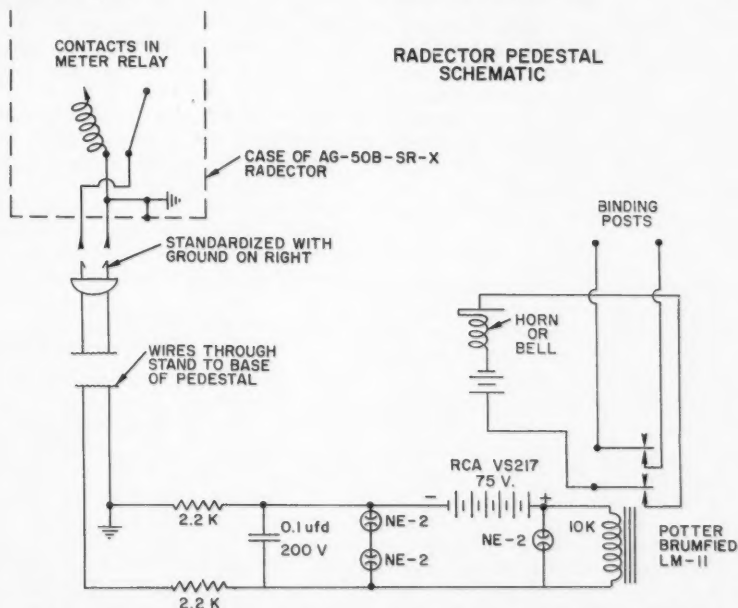 RADECTOR PEDESTAL
SCHEMATIC
CONTACTS IN
METER RELAY
CASE OF AG-50B-SR-X
RADECTOR
STANDARDIZED WITH
GROUND ON RIGHT
BINDING
POSTS
HORN
OR
BELL
WIRES THROUGH
STAND TO BASE
OF PEDESTAL
RCA VS217
75 V.
- +
2.2 K
0.1 ufd
200 V
NE-2
NE-2
NE-2
10K
POTTER
BRUMFIED
LM-11
2.2 K